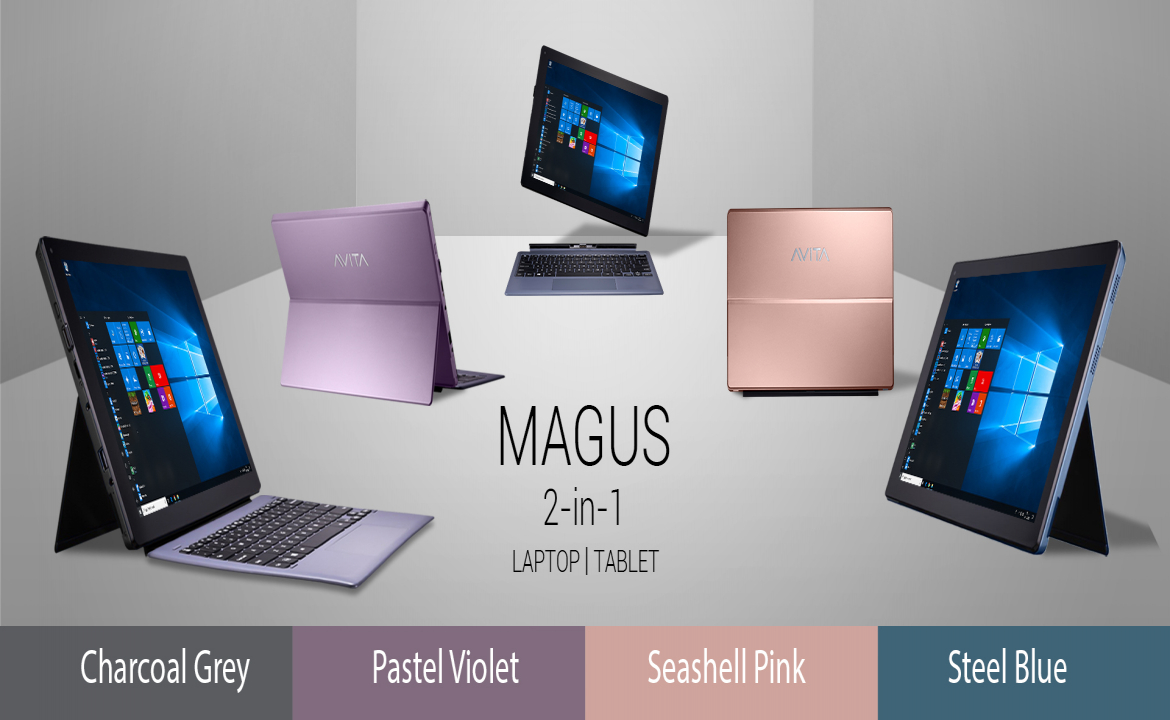 AVITA
AVITA
MAGUS
2-in-1
LAPTOP | TABLET
Charcoal Grey
Pastel Violet
Seashell Pink
Steel Blue